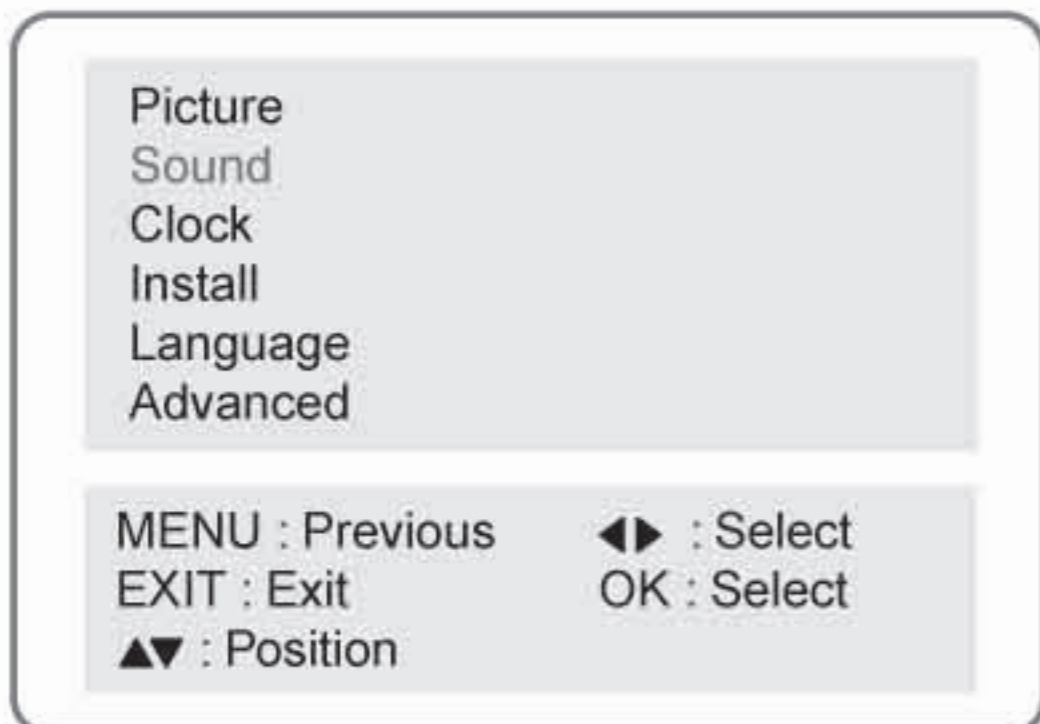 Picture
Sound
Clock
Install
Language
Advanced
MENU : Previous ◀▶ : Select
EXIT : Exit OK : Select
▲▼ : Position